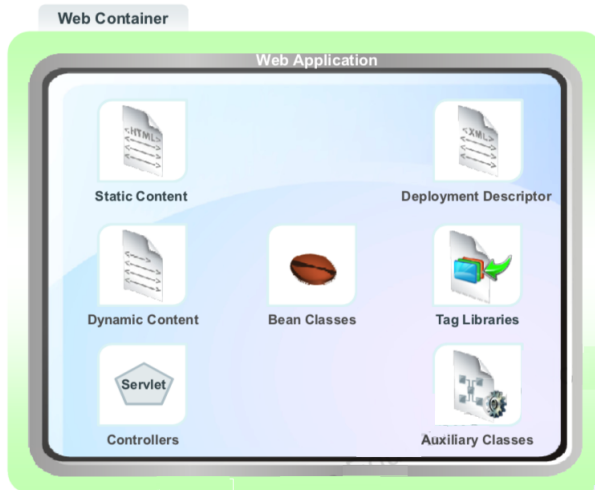 Web Container
Web Application
<HTML>
<XML>
Static Content
Deployment Descriptor
Dynamic Content
Bean Classes
Tag Libraries
Servlet
Controllers
Auxiliary Classes